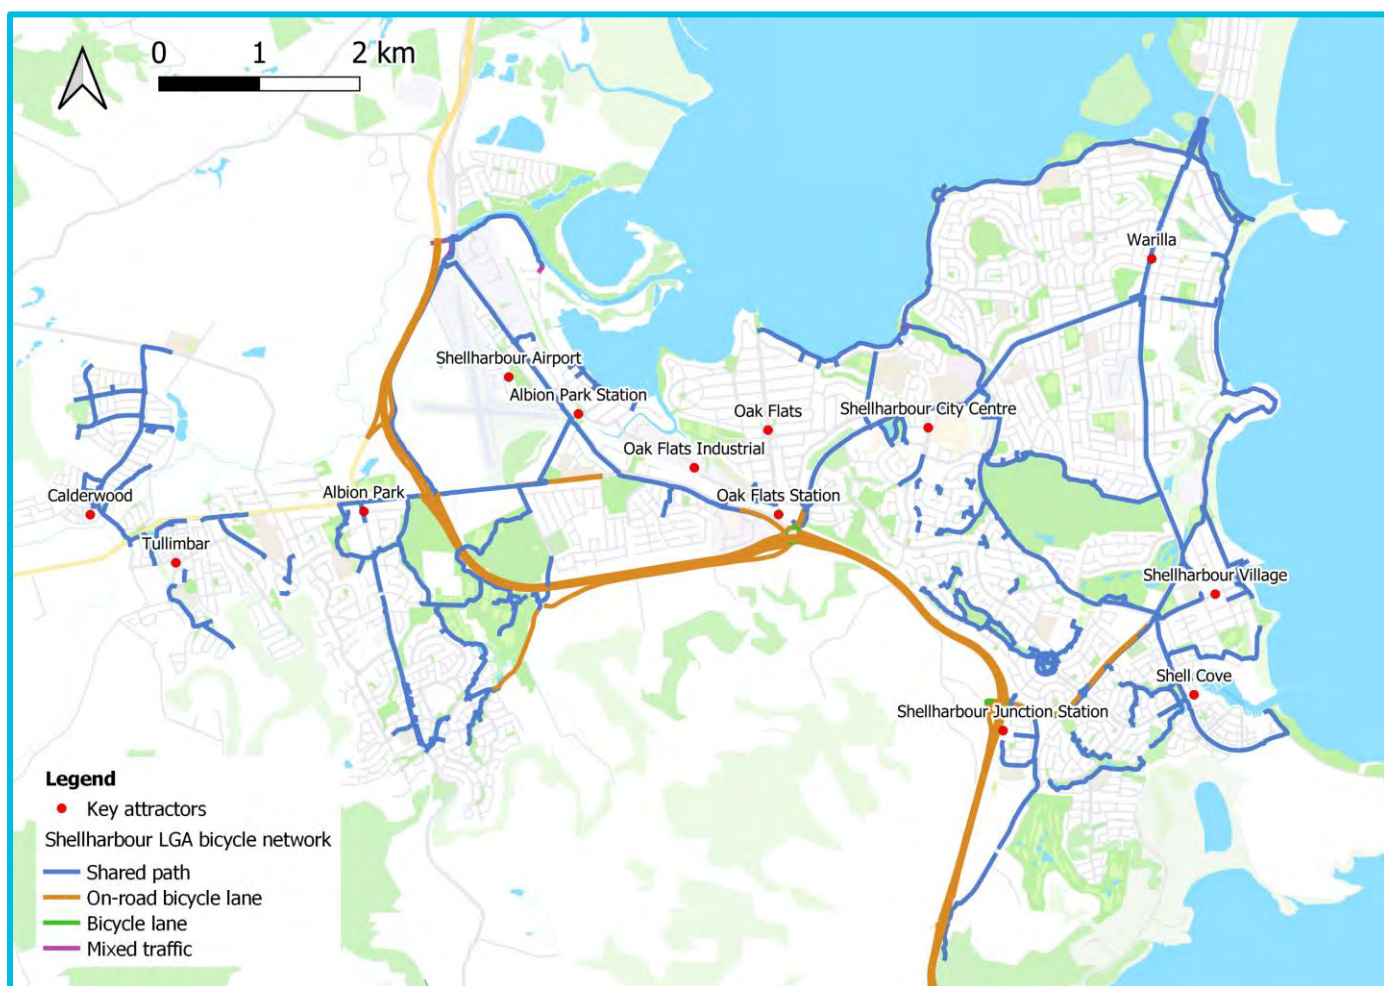 0 1 2 km
Warilla
Shellharbour Airport
Albion Park Station
Oak Flats
Shellharbour City Centre
Oak Flats Industrial
Calderwood
Albion Park
Oak Flats Station
Tullimbar
Shellharbour Village
Shell Cove
Shellharbour Junction Station
Legend
Key attractors
Shellharbour LGA bicycle network
Shared path
On-road bicycle lane
Bicycle lane
Mixed traffic